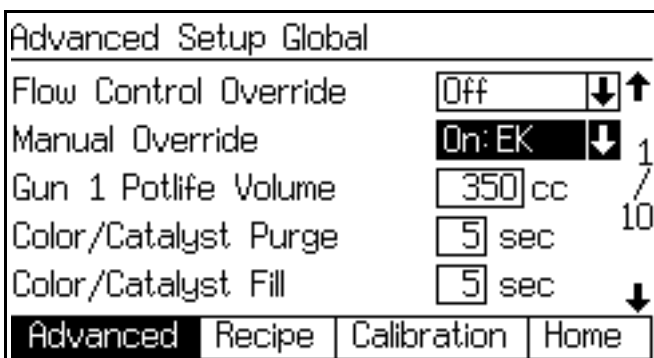 Advanced Setup Global
Flow Control Override Off
Manual Override On: EK
Gun 1 Potlife Volume 350 cc
Color/Catalyst Purge 5 sec
Color/Catalyst Fill 5 sec
1/10
Advanced Recipe Calibration Home